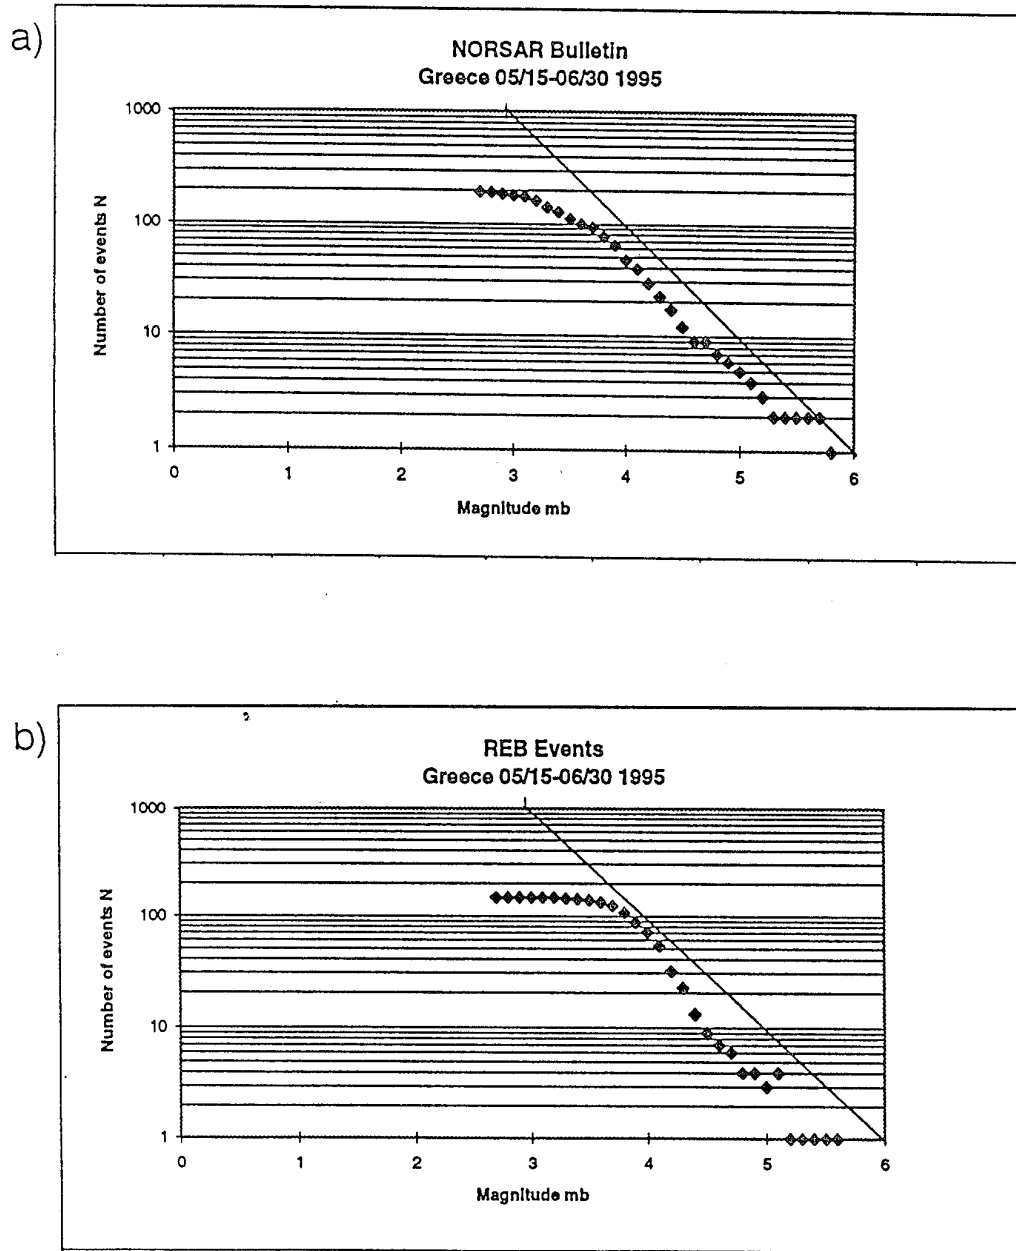 a)
NORSAR Bulletin
Greece 05/15-06/30 1995
1000
100
10
1
Number of events N
0 1 2 3 4 5 6
Magnitude mb
b)
REB Events
Greece 05/15-06/30 1995
1000
100
10
1
Number of events N
0 1 2 3 4 5 6
Magnitude mb